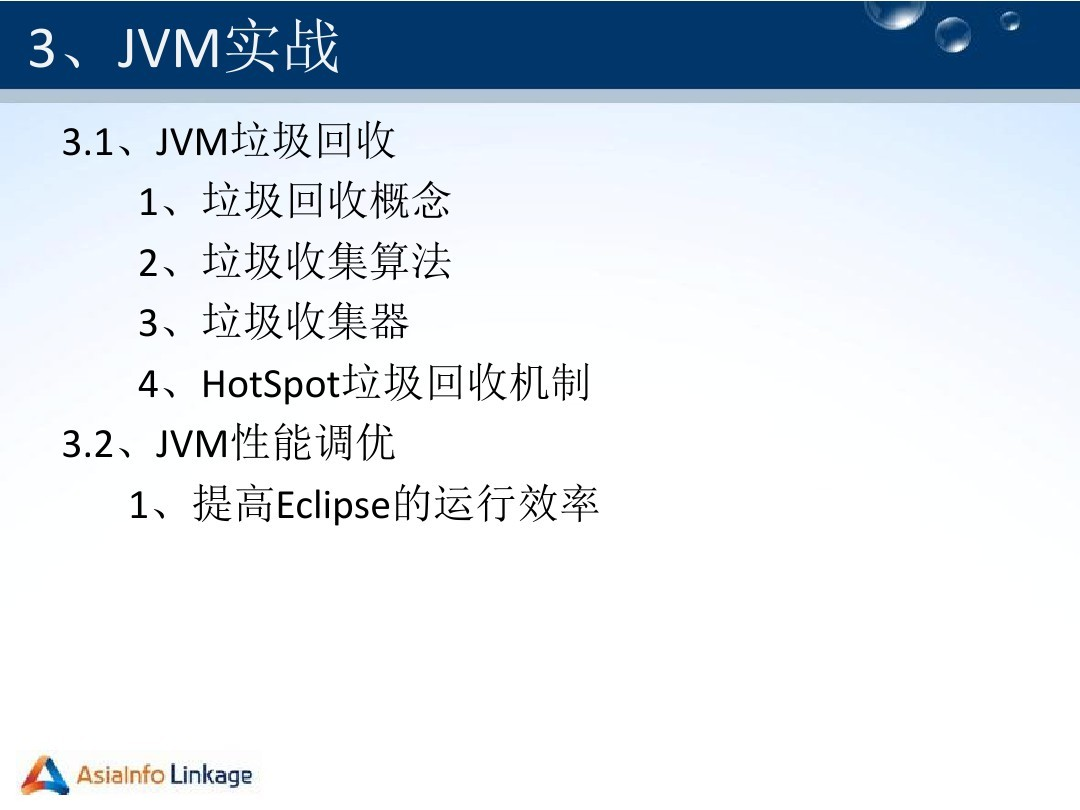 3、JVM实战
3.1、JVM垃圾回收
1、垃圾回收概念
2、垃圾收集算法
3、垃圾收集器
4、HotSpot垃圾回收机制
3.2、JVM性能调优
1、提高Eclipse的运行效率
AsiaInfo Linkage